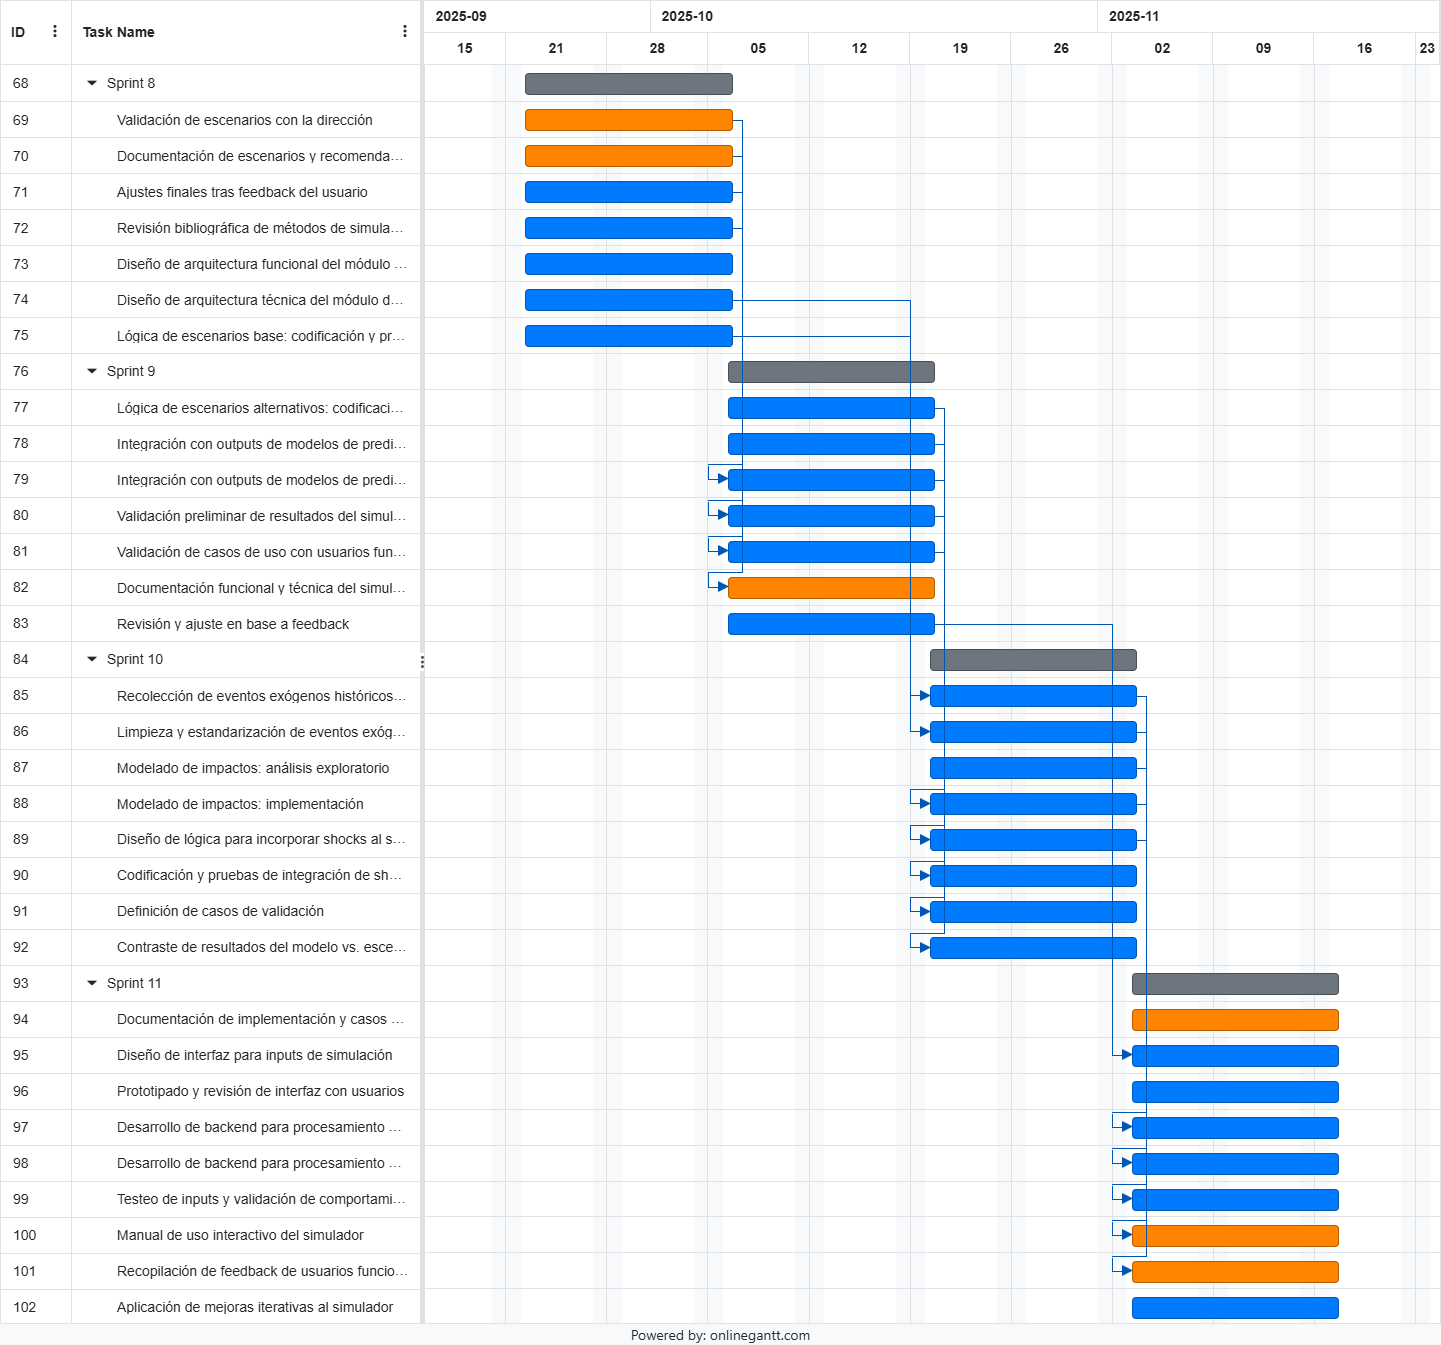 ID Task Name 2025-09 2025-10 2025-11
15 21 28 05 12 19 26 02 09 16 23
68 Sprint 8
69 Validación de escenarios con la dirección
70 Documentación de escenarios y recomenda...
71 Ajustes finales tras feedback del usuario
72 Revisión bibliográfica de métodos de simula...
73 Diseño de arquitectura funcional del módulo ...
74 Diseño de arquitectura técnica del módulo d...
75 Lógica de escenarios base: codificación y pr...
76 Sprint 9
77 Lógica de escenarios alternativos: codificaci...
78 Integración con outputs de modelos de predi...
79 Integración con outputs de modelos de predi...
80 Validación preliminar de resultados del simul...
81 Validación de casos de uso con usuarios fun...
82 Documentación funcional y técnica del simul...
83 Revisión y ajuste en base a feedback
84 Sprint 10
85 Recolección de eventos exógenos históricos...
86 Limpieza y estandarización de eventos exóg...
87 Modelado de impactos: análisis exploratorio
88 Modelado de impactos: implementación
89 Diseño de lógica para incorporar shocks al s...
90 Codificación y pruebas de integración de sh...
91 Definición de casos de validación
92 Contraste de resultados del modelo vs. esce...
93 Sprint 11
94 Documentación de implementación y casos ...
95 Diseño de interfaz para inputs de simulación
96 Prototipado y revisión de interfaz con usuarios
97 Desarrollo de backend para procesamiento ...
98 Desarrollo de backend para procesamiento ...
99 Testeo de inputs y validación de comportami...
100 Manual de uso interactivo del simulador
101 Recopilación de feedback de usuarios funcio...
102 Aplicación de mejoras iterativas al simulador
Powered by: onlinegantt.com